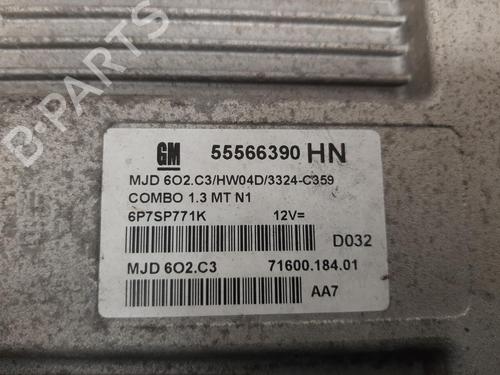 B-PARTS
GM 55566390 HN
MJD 6O2.C3/HW04D/3324-C359
COMBO 1.3 MT N1
6P7SP771K 12V=
D032
MJD 6O2.C3 71600.184.01
AA7